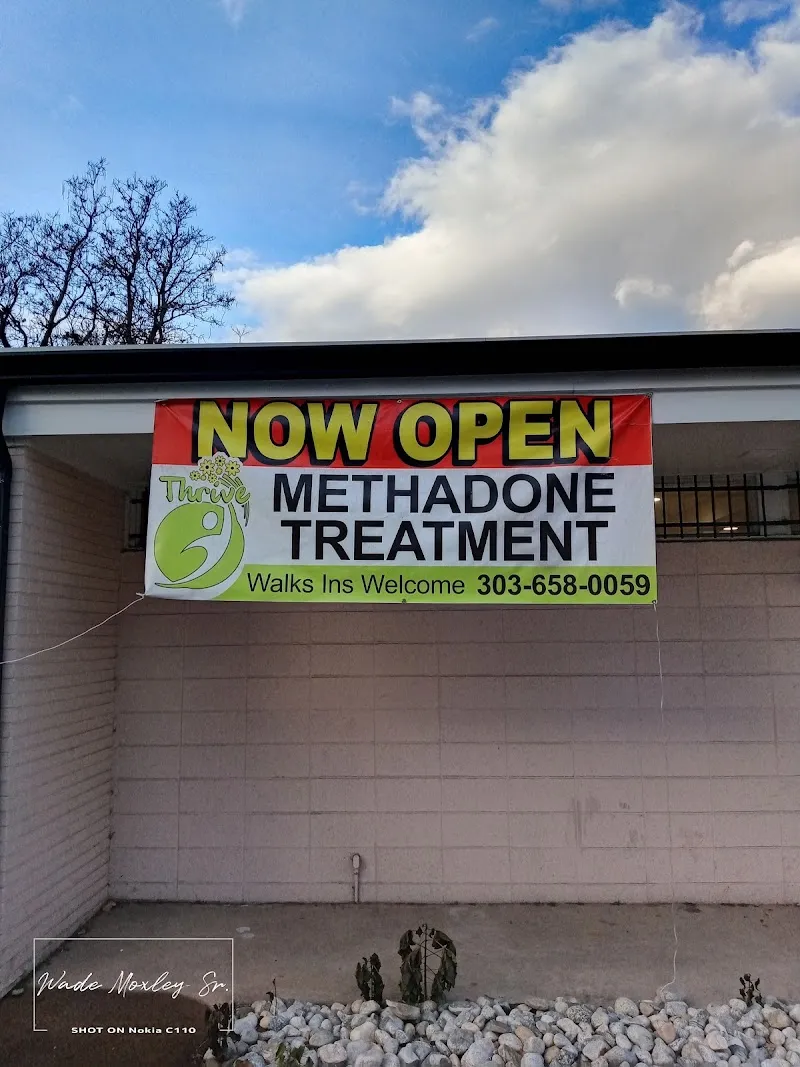 NOW OPEN
Thrive
METHADONE
TREATMENT
Walks Ins Welcome 303-658-0059
Wade Moxley Sr.
SHOT ON Nokia C110